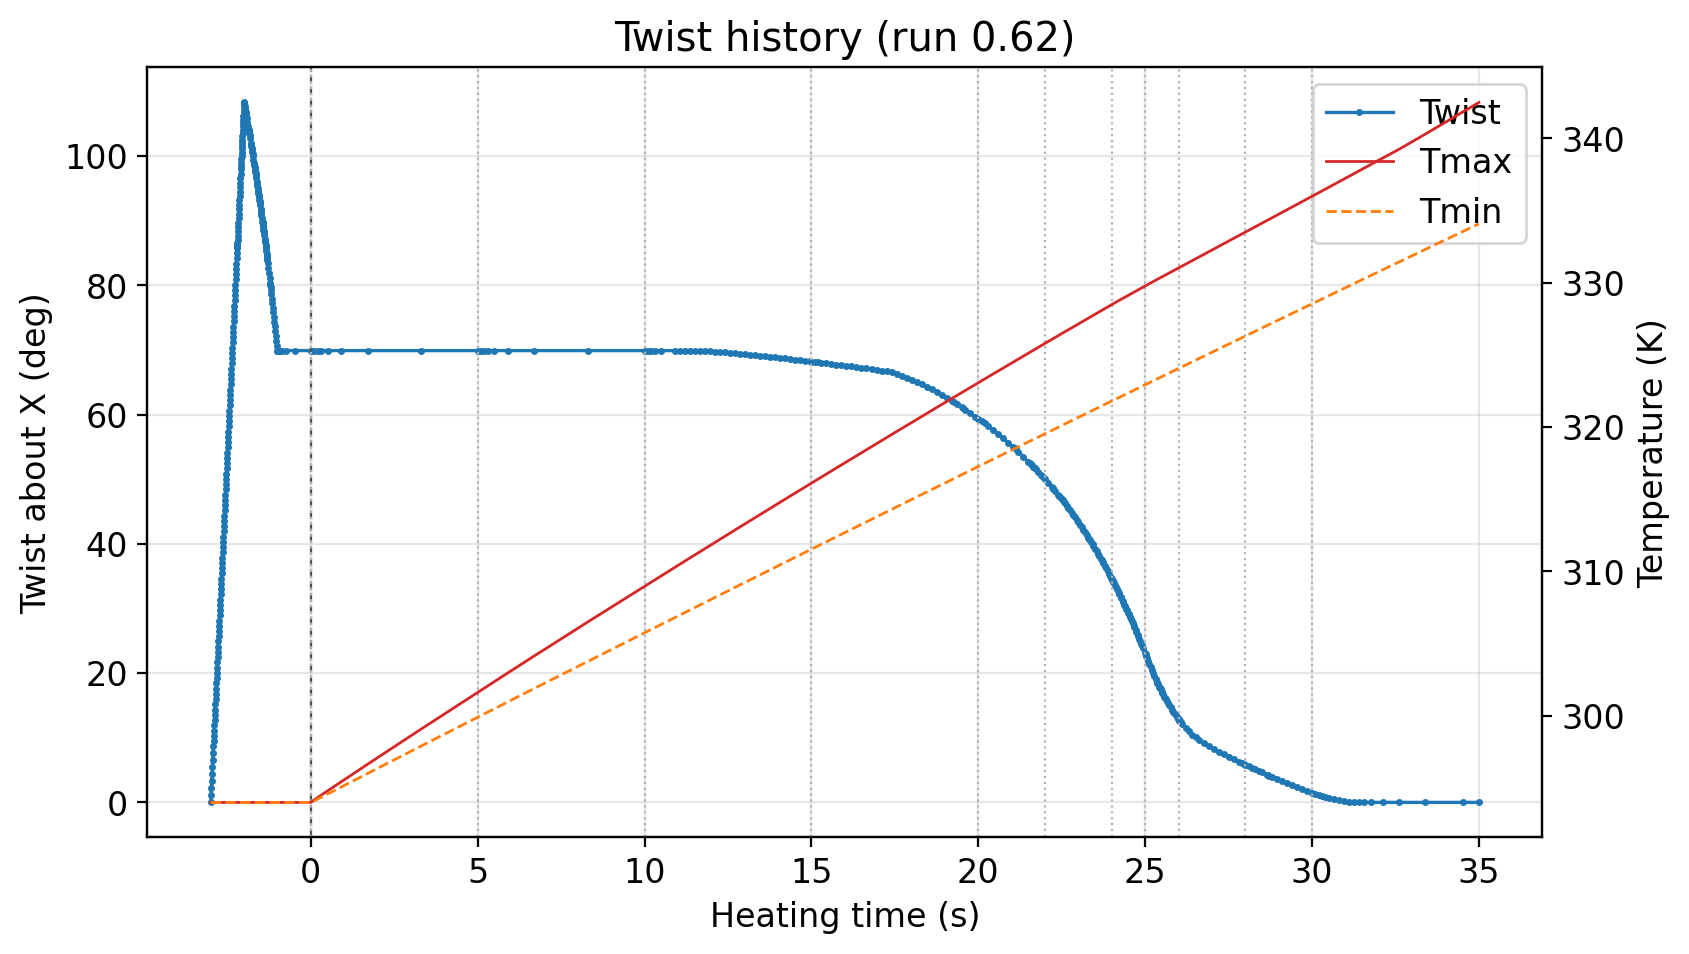 Twist history (run 0.62)
Twist
Tmax
Tmin
100
80
60
40
20
0
Twist about X (deg)
340
330
320
310
300
Temperature (K)
0 5 10 15 20 25 30 35
Heating time (s)